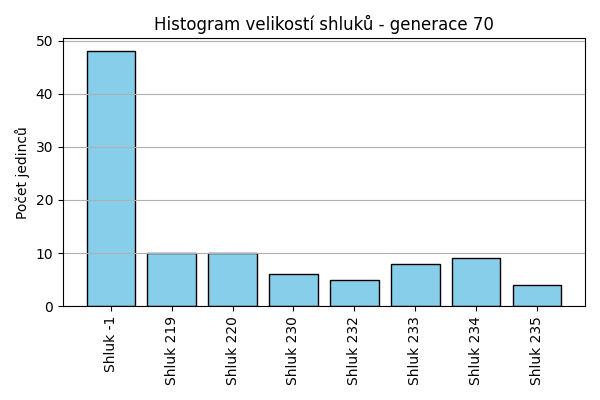 Histogram velikostí shluků - generace 70
Počet jedinců
50
40
30
20
10
0
Shluk -1
Shluk 219
Shluk 220
Shluk 230
Shluk 232
Shluk 233
Shluk 234
Shluk 235